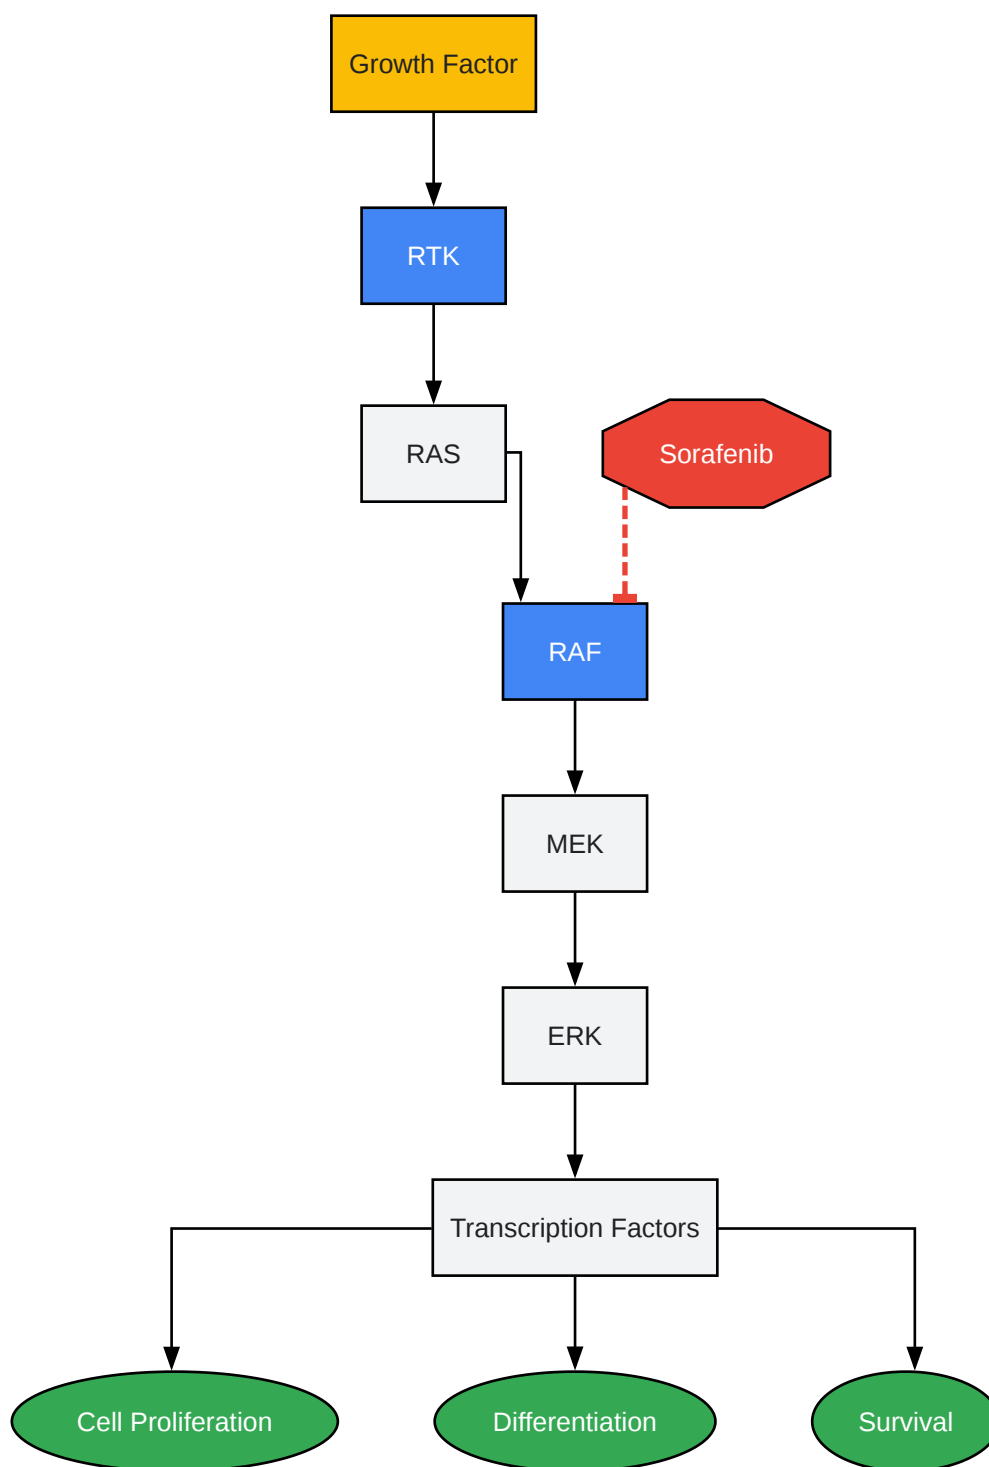 Growth Factor
RTK
RAS
Sorafenib
RAF
MEK
ERK
Transcription Factors
Cell Proliferation
Differentiation
Survival